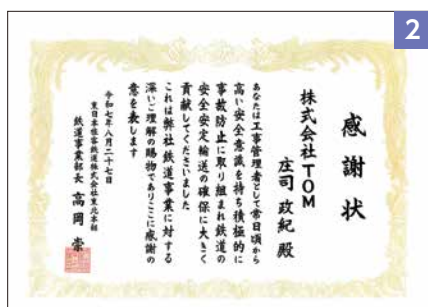 2
感謝状
株式会社TOM
庄司 政紀 殿
あなたは工事管理者として常日頃から
高い安全意識を持ち積極的に
事故防止に取り組まれ鉄道の
安全安定輸送の確保に大きく
貢献してくださいました
これは弊社鉄道事業に対する
深いご理解の賜物でありここに感謝の
意を表します
令和七年八月二十七日
東日本旅客鉄道株式会社東北本部
鉄道事業部長 高岡 崇